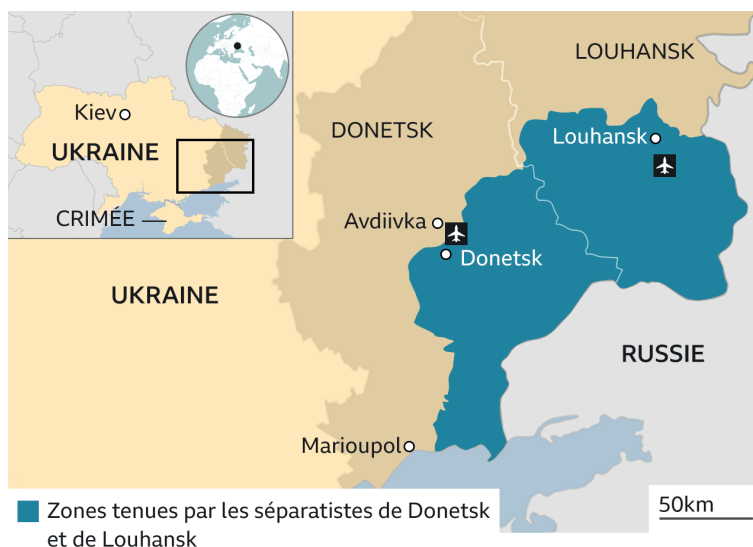 Kiev
UKRAINE
CRIMÉE
LOUHANSK
DONETSK
Louhansk
Avdiivka
Donetsk
UKRAINE
RUSSIE
Marioupol
Zones tenues par les séparatistes de Donetsk
et de Louhansk
50km